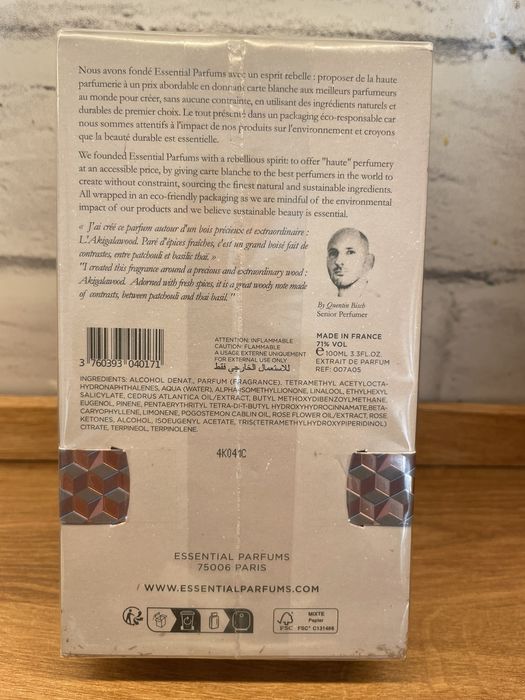 Nous avons fondé Essential Parfums avec un esprit rebelle : proposer de la haute
parfumerie à un prix abordable en donnant carte blanche aux meilleurs parfumeurs
au monde pour créer, sans aucune contrainte, en utilisant des ingrédients naturels et
durables de premier choix. Le tout présenté dans un packaging éco-responsable car
nous sommes attentifs à l'impact de nos produits sur l'environnement et croyons
que la beauté durable est essentielle.
We founded Essential Parfums with a rebellious spirit: to offer "haute" perfumery
at an accessible price, by giving carte blanche to the best perfumers in the world to
create without constraint, sourcing the finest natural and sustainable ingredients.
All wrapped in an eco-friendly packaging as we are mindful of the environmental
impact of our products and we believe sustainable beauty is essential.
« J'ai créé ce parfum autour d'un bois précieux et extraordinaire :
L'Akigalawood. Paré d'épices fraîches, c'est un grand boisé fait de
contrastes, entre patchouli et basilic thaï. »
"I created this fragrance around a precious and extraordinary wood :
Akigalawood. Adorned with fresh spices, it is a great woody note made
of contrasts, between patchouli and thai basil."
By Quentin Bisch
Senior Perfumer
3 760393 040171
ATTENTION: INFLAMMABLE
CAUTION: FLAMMABLE
A USAGE EXTERNE UNIQUEMENT
FOR EXTERNAL USE ONLY
للاستعمال الخارجي فقط
MADE IN FRANCE
71% VOL
e 100ML 3.3FL.OZ.
EXTRAIT DE PARFUM
REF: 007A05
INGREDIENTS: ALCOHOL DENAT., PARFUM (FRAGRANCE), TETRAMETHYL ACETYLOCTA-
HYDRONAPHTHALENES, AQUA (WATER), ALPHA-ISOMETHYLLIONNE, LINALOOL, ETHYLHEXYL
SALICYLATE, CEDRUS ATLANTICA OIL/EXTRACT, BUTYL METHOXYDIBENZOYLMETHANE,
EUGENOL, PINENE, PENTAERYTHRITYL TETRA-DI-T-BUTYL HYDROXYHYDROCINNAMATE,BETA-
CARYOPHYLLENE, LIMONENE, POGOSTEMON CABLIN OIL, ROSE FLOWER OIL/EXTRACT, ROSE
KETONES, ALCOHOL, ISOEUGENYL ACETATE, TRIS(TETRAMETHYLHYDROXYPIPERIDINOL)
CITRATE, TERPINEOL, TERPINOLENE.
4K041C
ESSENTIAL PARFUMS
75006 PARIS
WWW.ESSENTIALPARFUMS.COM
FSC
MIXTE
Papier
FSC® C131486